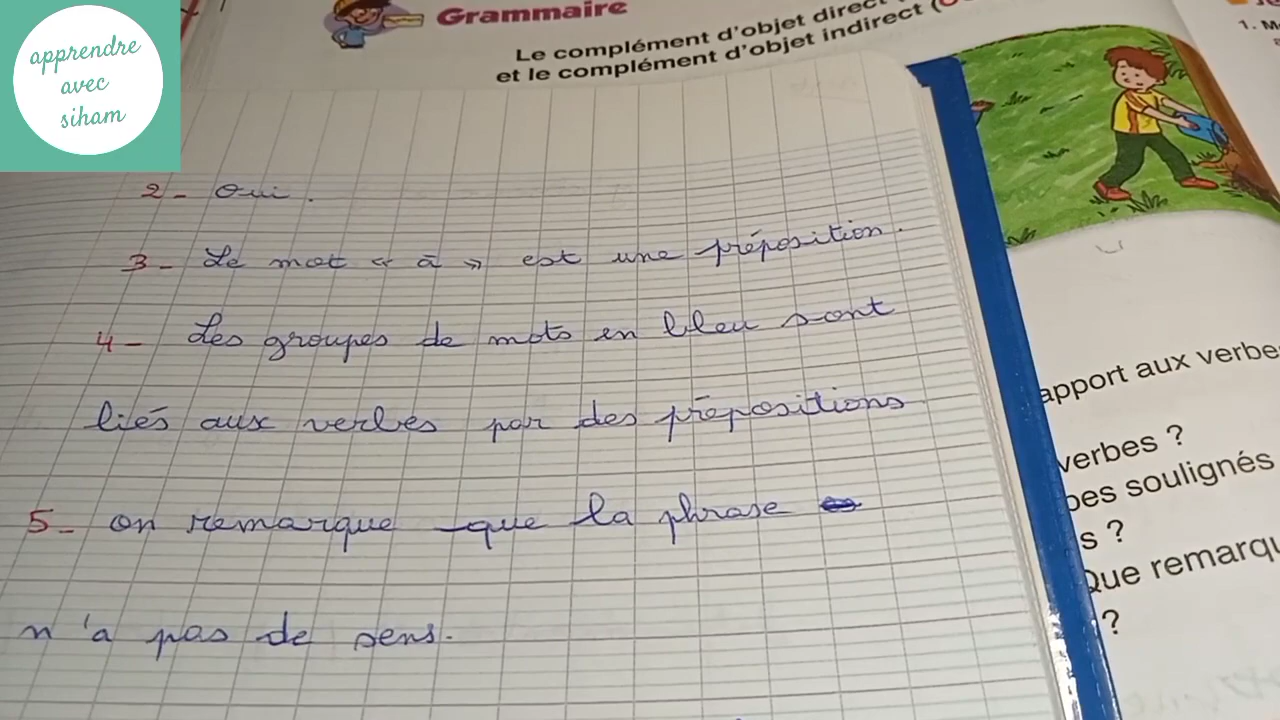 apprendre
avec
siham
Grammaire
Le complément d'objet direct
et le complément d'objet indirect (
1. M
2- Oui.
3- Le mot « à » est une préposition.
4- Les groupes de mots en bleu sont
liés aux verbes par des prépositions
5- on remarque que la phrase
n'a pas de sens.
apport aux verbe
verbes ?
bes soulignés
s ?
Que remarqu
?